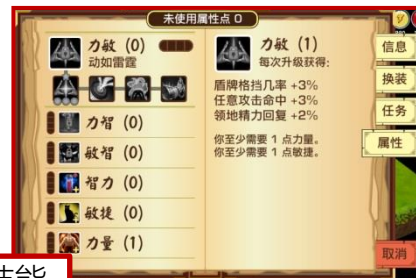 未使用属性点 0
力敏 (0)
动如雷霆
力智 (0)
敏智 (0)
智力 (0)
敏捷 (0)
力量 (1)
力敏 (1)
每次升级获得:
盾牌格挡几率 +3%
任意攻击命中 +3%
领地精力回复 +2%
你至少需要 1 点力量。
你至少需要 1 点敏捷。
信息
换装
任务
属性
取消